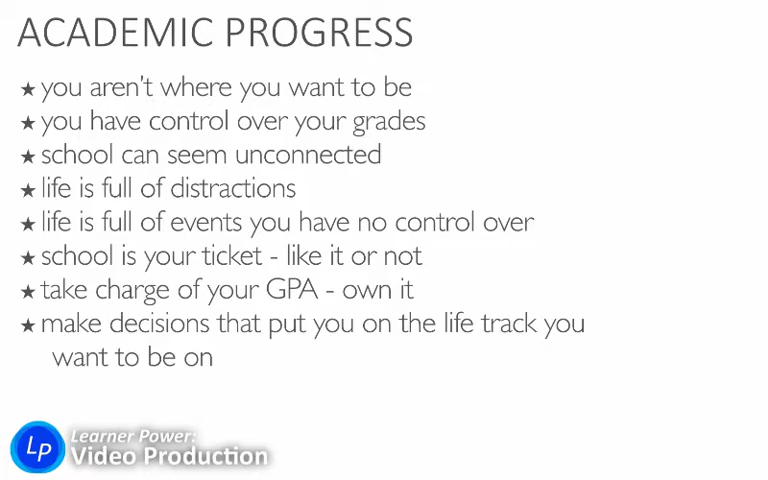 ACADEMIC PROGRESS
★ you aren't where you want to be
★ you have control over your grades
★ school can seem unconnected
★ life is full of distractions
★ life is full of events you have no control over
★ school is your ticket - like it or not
★ take charge of your GPA - own it
★ make decisions that put you on the life track you
want to be on
Lp
Learner Power:
Video Production